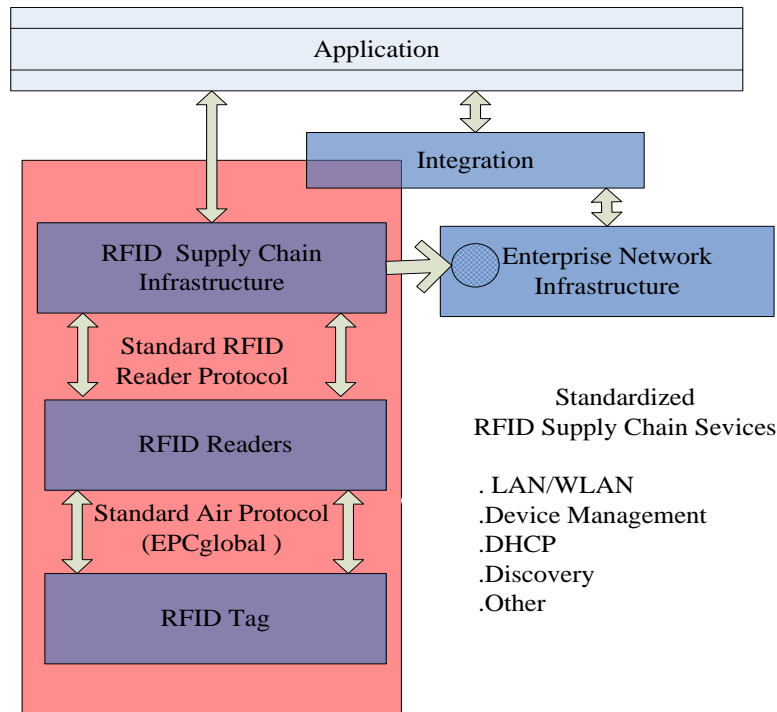 Application
Integration
RFID Supply Chain
Infrastructure
Enterprise Network
Infrastructure
Standard RFID
Reader Protocol
RFID Readers
Standard Air Protocol
(EPCglobal )
RFID Tag
Standardized
RFID Supply Chain Sevices
. LAN/WLAN
.Device Management
.DHCP
.Discovery
.Other